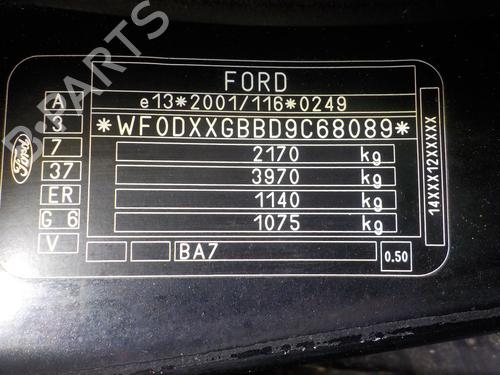 FORD
e13*2001/116*0249
*WF0DXXGBBD9C68089*
2170 kg
3970 kg
1140 kg
1075 kg
BA7
0.50
A
3
7
37
ER
G 6
V
Ford
14XXX12XXXXX
B-PARTS